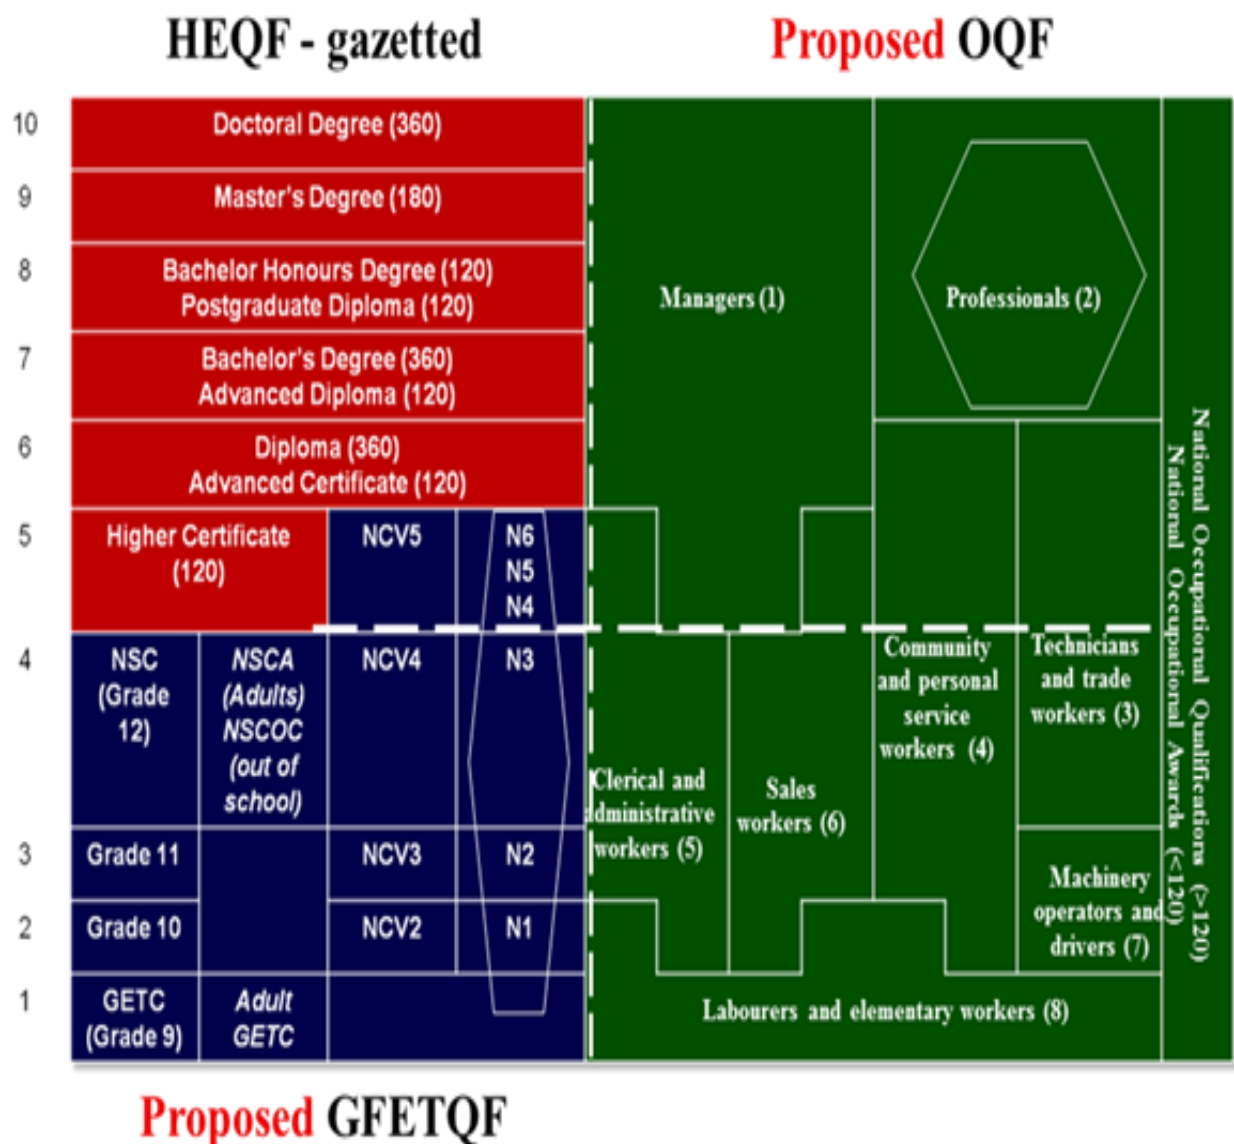 HEQF - gazetted
Proposed OQF
10
Doctoral Degree (360)
9
Master's Degree (180)
8
Bachelor Honours Degree (120)
Postgraduate Diploma (120)
7
Bachelor's Degree (360)
Advanced Diploma (120)
6
Diploma (360)
Advanced Certificate (120)
5
Higher Certificate
(120)
NCV5
N6
N5
N4
4
NSC
(Grade
12)
NSCA
(Adults)
NSCOC
(out of
school)
NCV4
N3
3
Grade 11
NCV3
N2
2
Grade 10
NCV2
N1
1
GETC
(Grade 9)
Adult
GETC
Managers (1)
Professionals (2)
Community
and personal
service
workers (4)
Technicians
and trade
workers (3)
Clerical and
administrative
workers (5)
Sales
workers (6)
Machinery
operators and
drivers (7)
Labourers and elementary workers (8)
National Occupational Qualifications (>120)
National Occupational Awards (<120)
Proposed GFETQF